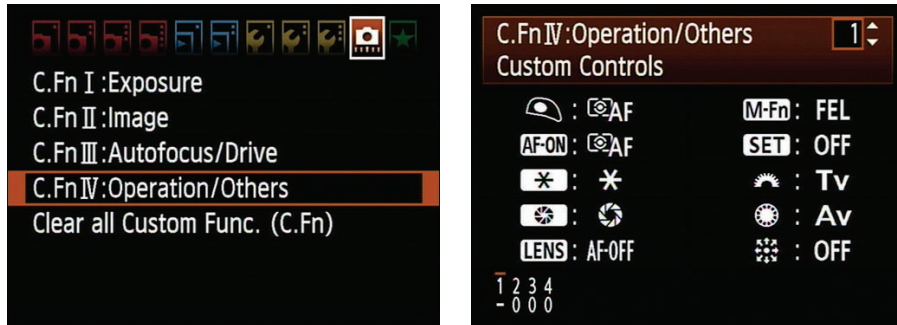 C.Fn I :Exposure
C.Fn II :Image
C.Fn III :Autofocus/Drive
C.Fn IV :Operation/Others
Clear all Custom Func. (C.Fn)
C.Fn IV :Operation/Others 1
Custom Controls
: AF
M-Fn : FEL
AF-ON : AF
SET : OFF
: Tv
: Av
LENS : AF-OFF
: OFF
1 2 3 4
- 0 0 0